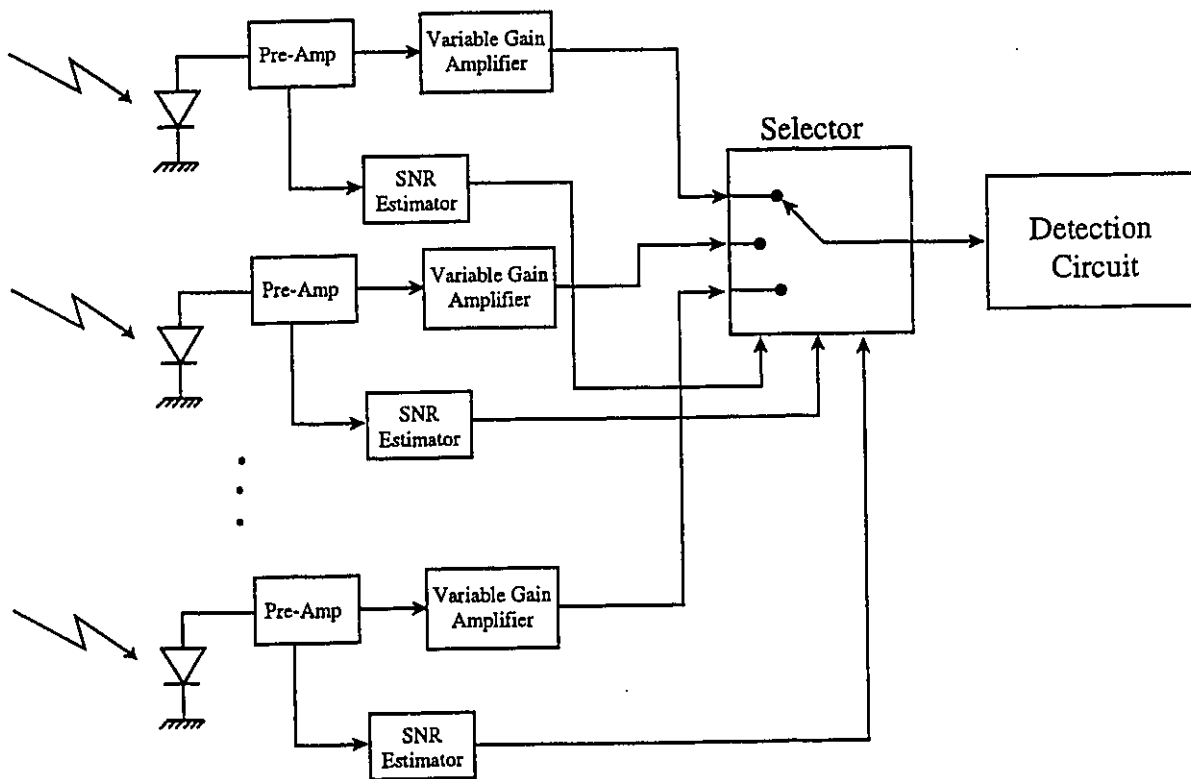 Pre-Amp
Variable Gain
Amplifier
SNR
Estimator
Selector
Detection
Circuit
Pre-Amp
Variable Gain
Amplifier
SNR
Estimator
Pre-Amp
Variable Gain
Amplifier
SNR
Estimator